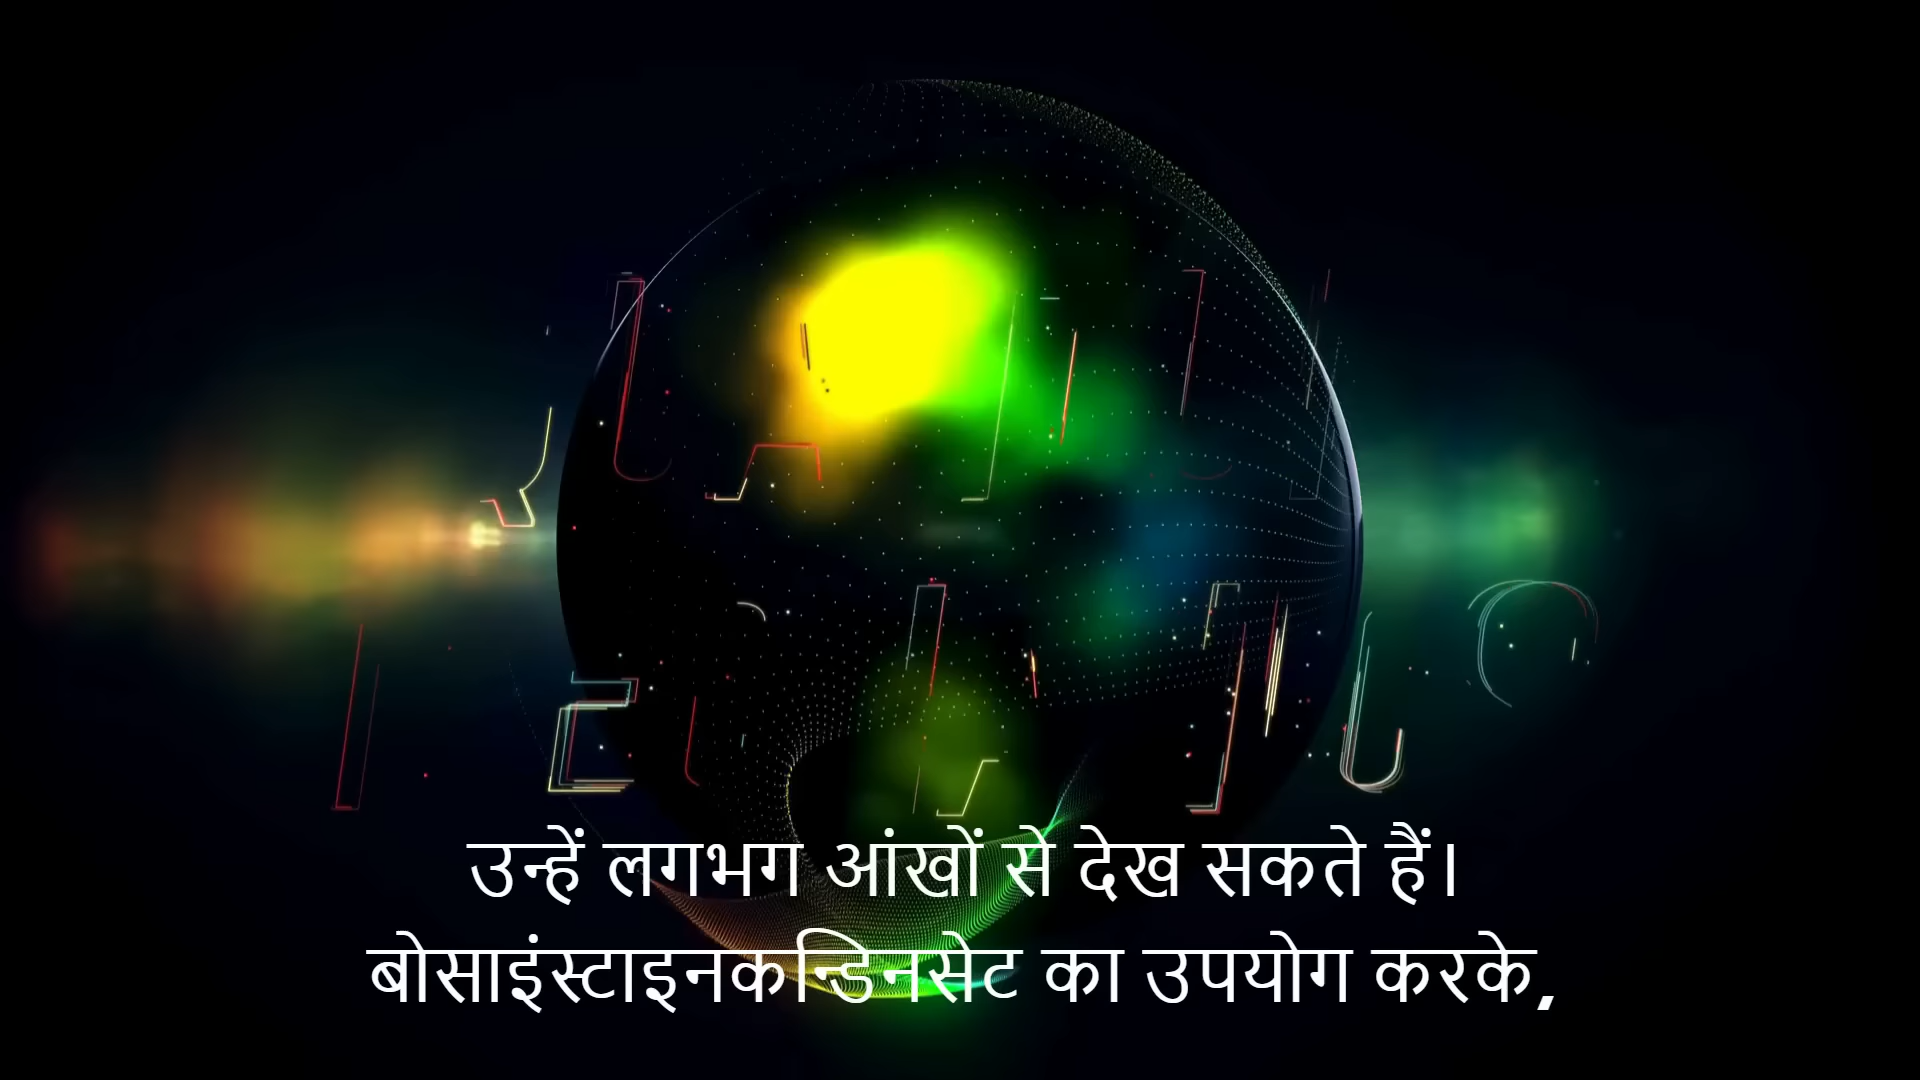 उन्हें लगभग आंखों से देख सकते हैं।
बोसाइंस्टाइनकन्डिनसेट का उपयोग करके,